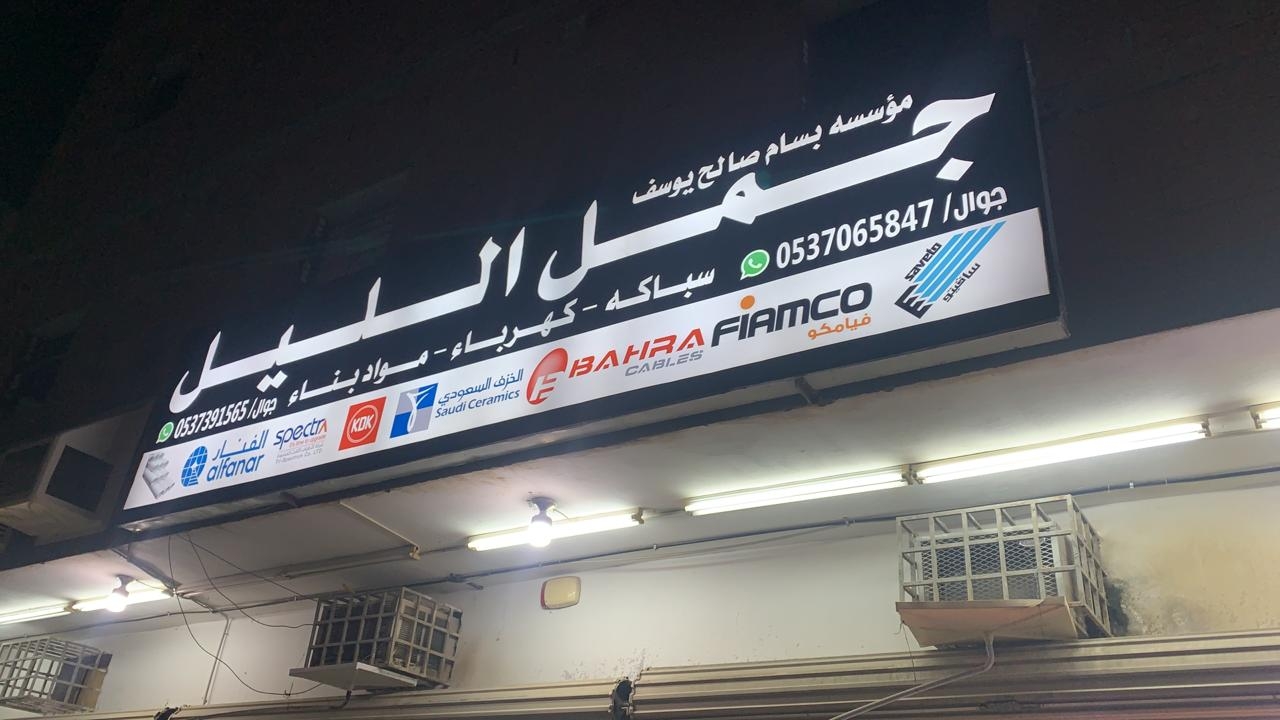 مؤسسه بسام صالح يوسف
جمل الليل
جوال/ 0537065847
سباكه - كهرباء - مواد بناء
جوال/ 0537391565
saveto
سافيتو
FIAMCO
فيامكو
BAHRA
CABLES
الخزف السعودي
Saudi Ceramics
KDK
spectra
الفنار
alfanar